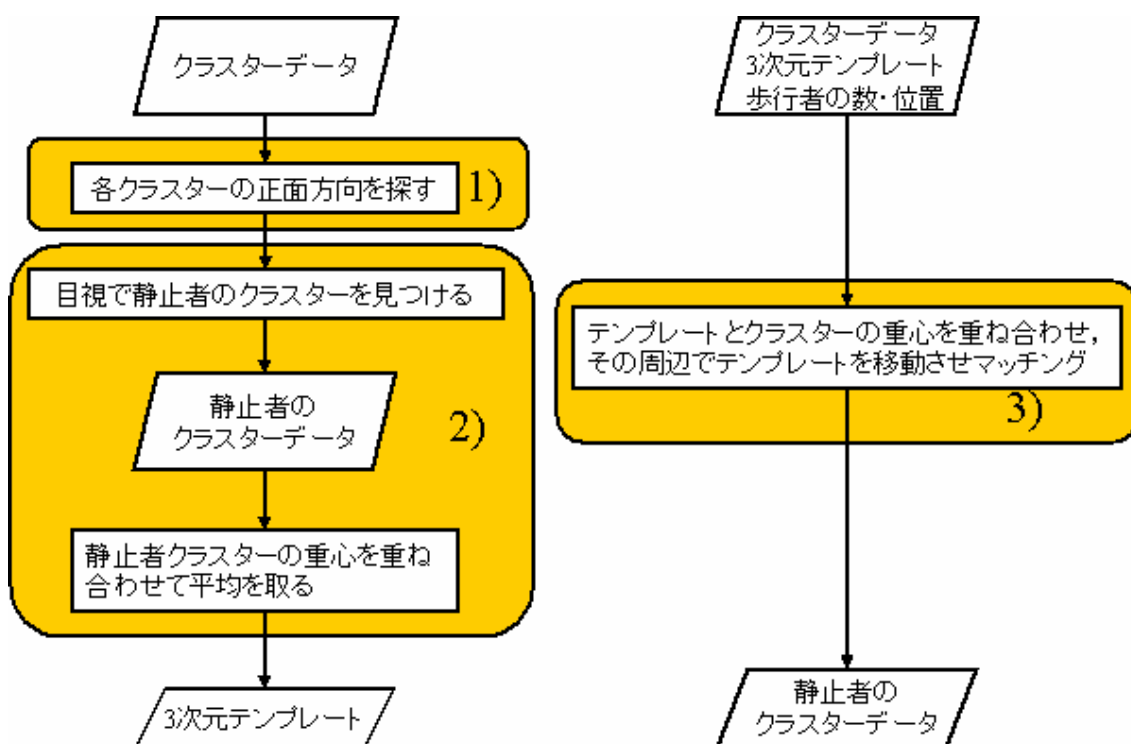 クラスターデータ
各クラスターの正面方向を探す
1)
目視で静止者のクラスターを見つける
静止者の
クラスターデータ
2)
静止者クラスターの重心を重ね
合わせて平均を取る
3次元テンプレート
クラスターデータ
3次元テンプレート
歩行者の数・位置
テンプレートとクラスターの重心を重ね合わせ,
その周辺でテンプレートを移動させマッチング
3)
静止者の
クラスターデータ